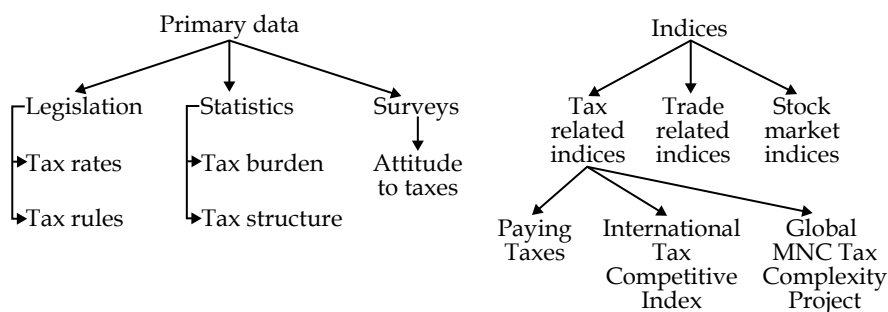 Primary data
Legislation
Tax rates
Tax rules
Statistics
Tax burden
Tax structure
Surveys
Attitude
to taxes
Indices
Tax
related
indices
Trade
related
indices
Stock
market
indices
Paying
Taxes
International
Tax
Competitive
Index
Global
MNC Tax
Complexity
Project